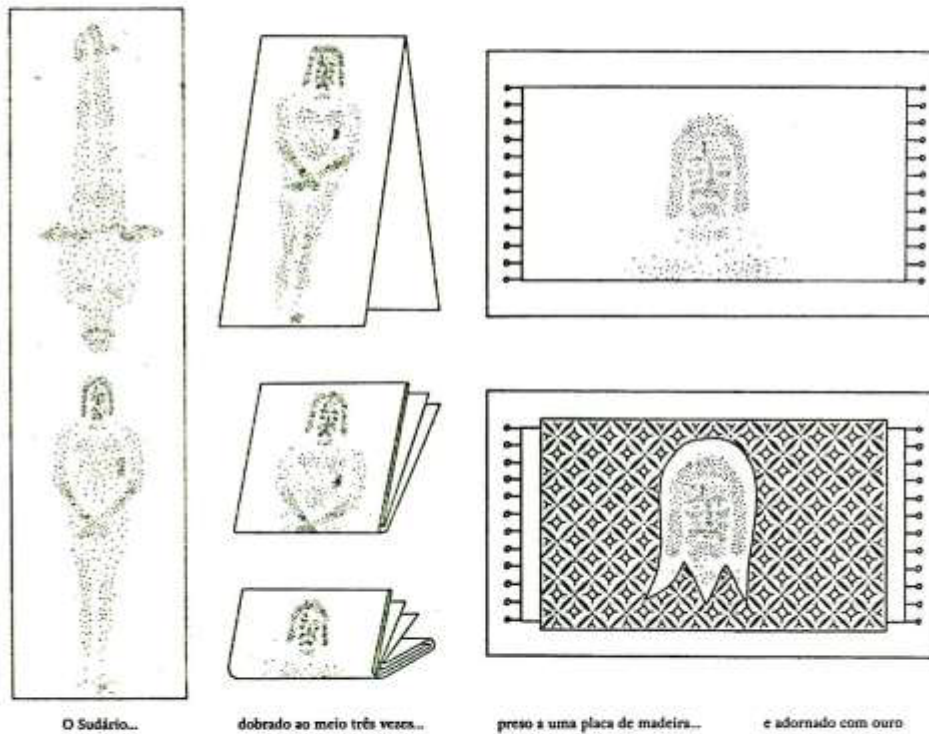 O Sudário...
dobrado ao meio três vezes...
preso a uma placa de madeira...
e adornado com ouro